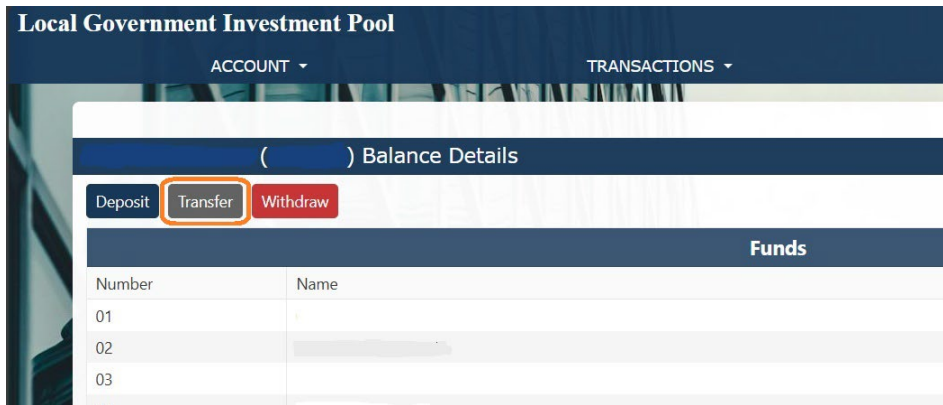 Local Government Investment Pool
ACCOUNT TRANSACTIONS
( ) Balance Details
Deposit Transfer Withdraw
Funds
Number Name
01
02
03